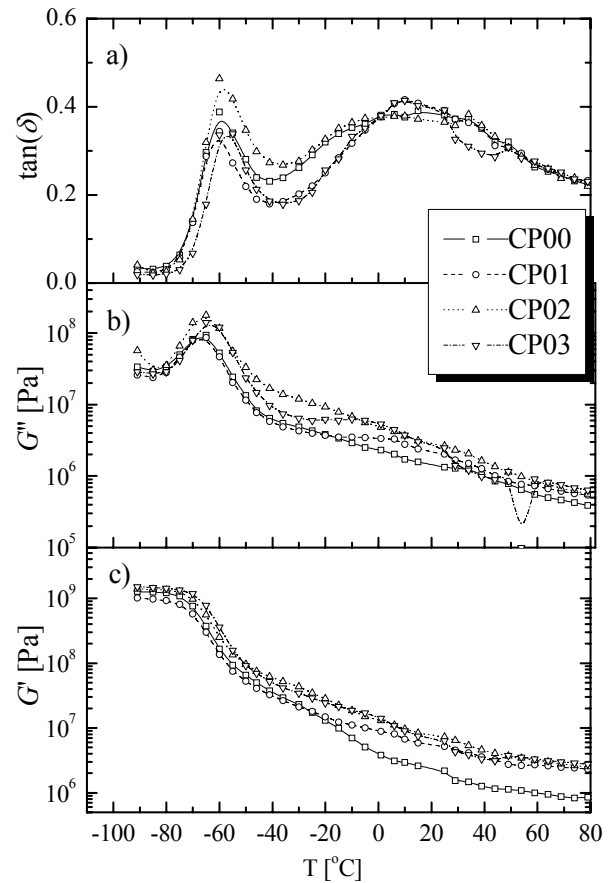 a)
0.6
0.4
0.2
0.0
tan(δ)
CP00
CP01
CP02
CP03
b)
10^8
10^7
10^6
10^5
G'' [Pa]
c)
10^9
10^8
10^7
10^6
G' [Pa]
-100 -80 -60 -40 -20 0 20 40 60 80
T [°C]